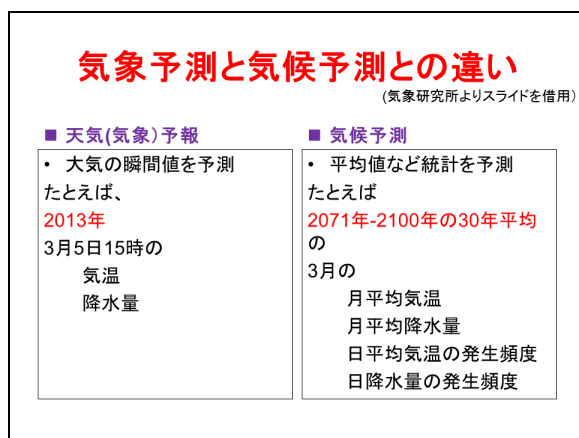 気象予測と気候予測との違い
(気象研究所よりスライドを借用)
■ 天気(気象)予報
• 大気の瞬間値を予測
たとえば、
2013年
3月5日15時の
気温
降水量
■ 気候予測
• 平均値など統計を予測
たとえば
2071年-2100年の30年平均
の
3月の
月平均気温
月平均降水量
日平均気温の発生頻度
日降水量の発生頻度